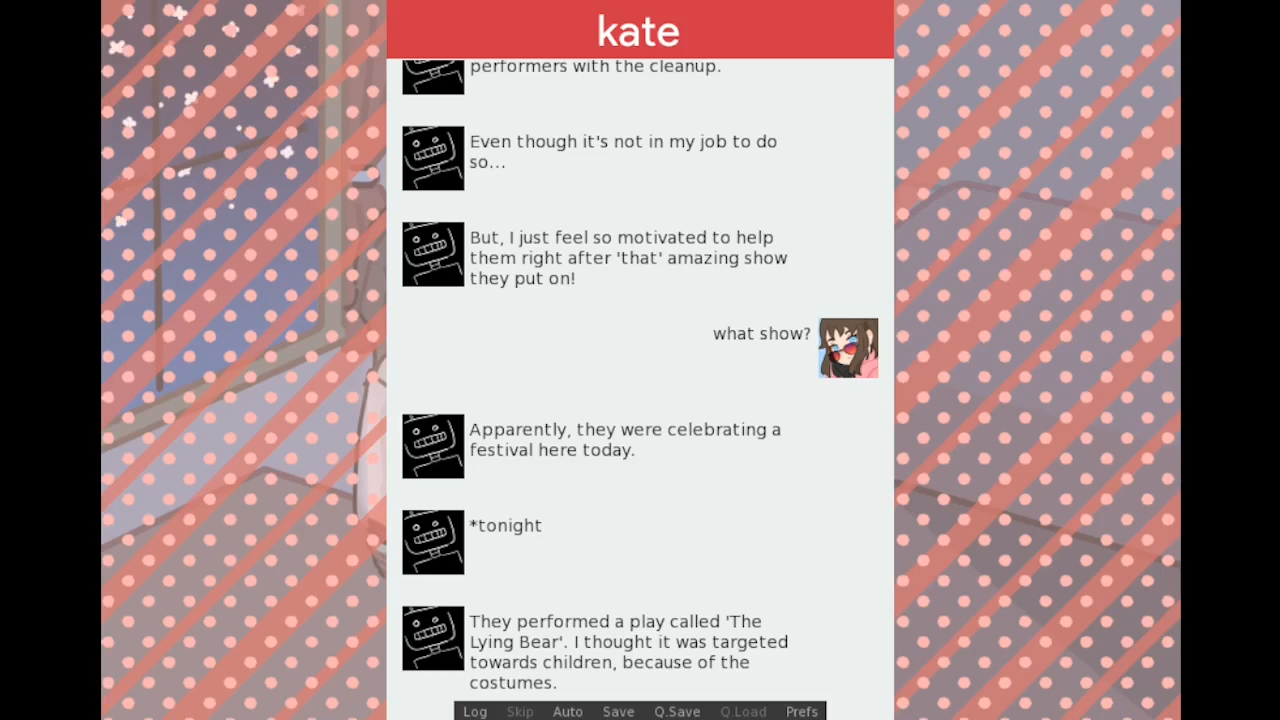 kate
performers with the cleanup.
Even though it's not in my job to do
so...
But, I just feel so motivated to help
them right after 'that' amazing show
they put on!
what show?
Apparently, they were celebrating a
festival here today.
*tonight
They performed a play called 'The
Lying Bear'. I thought it was targeted
towards children, because of the
costumes.
Log Skip Auto Save Q.Save Q.Load Prefs